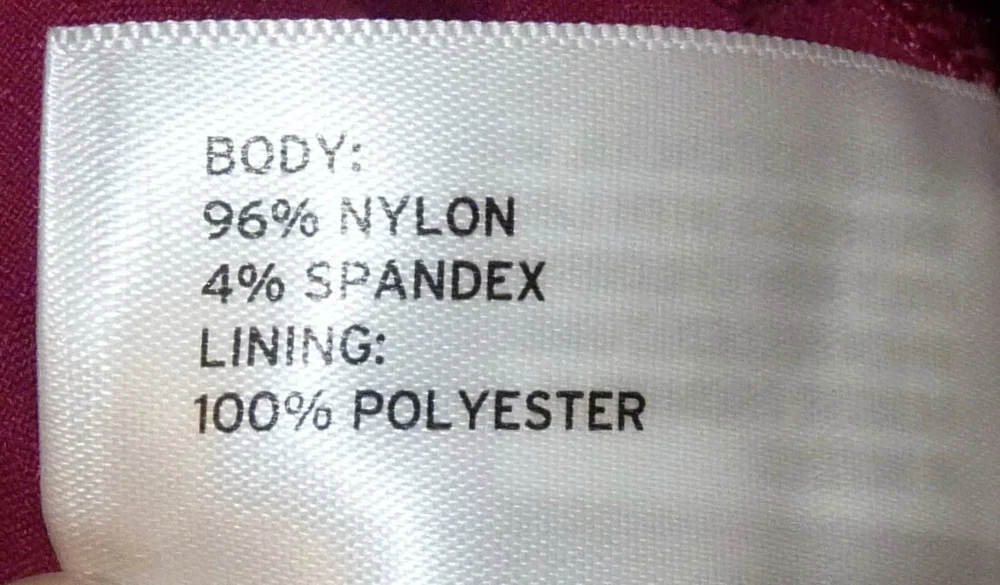 BODY:
96% NYLON
4% SPANDEX
LINING:
100% POLYESTER